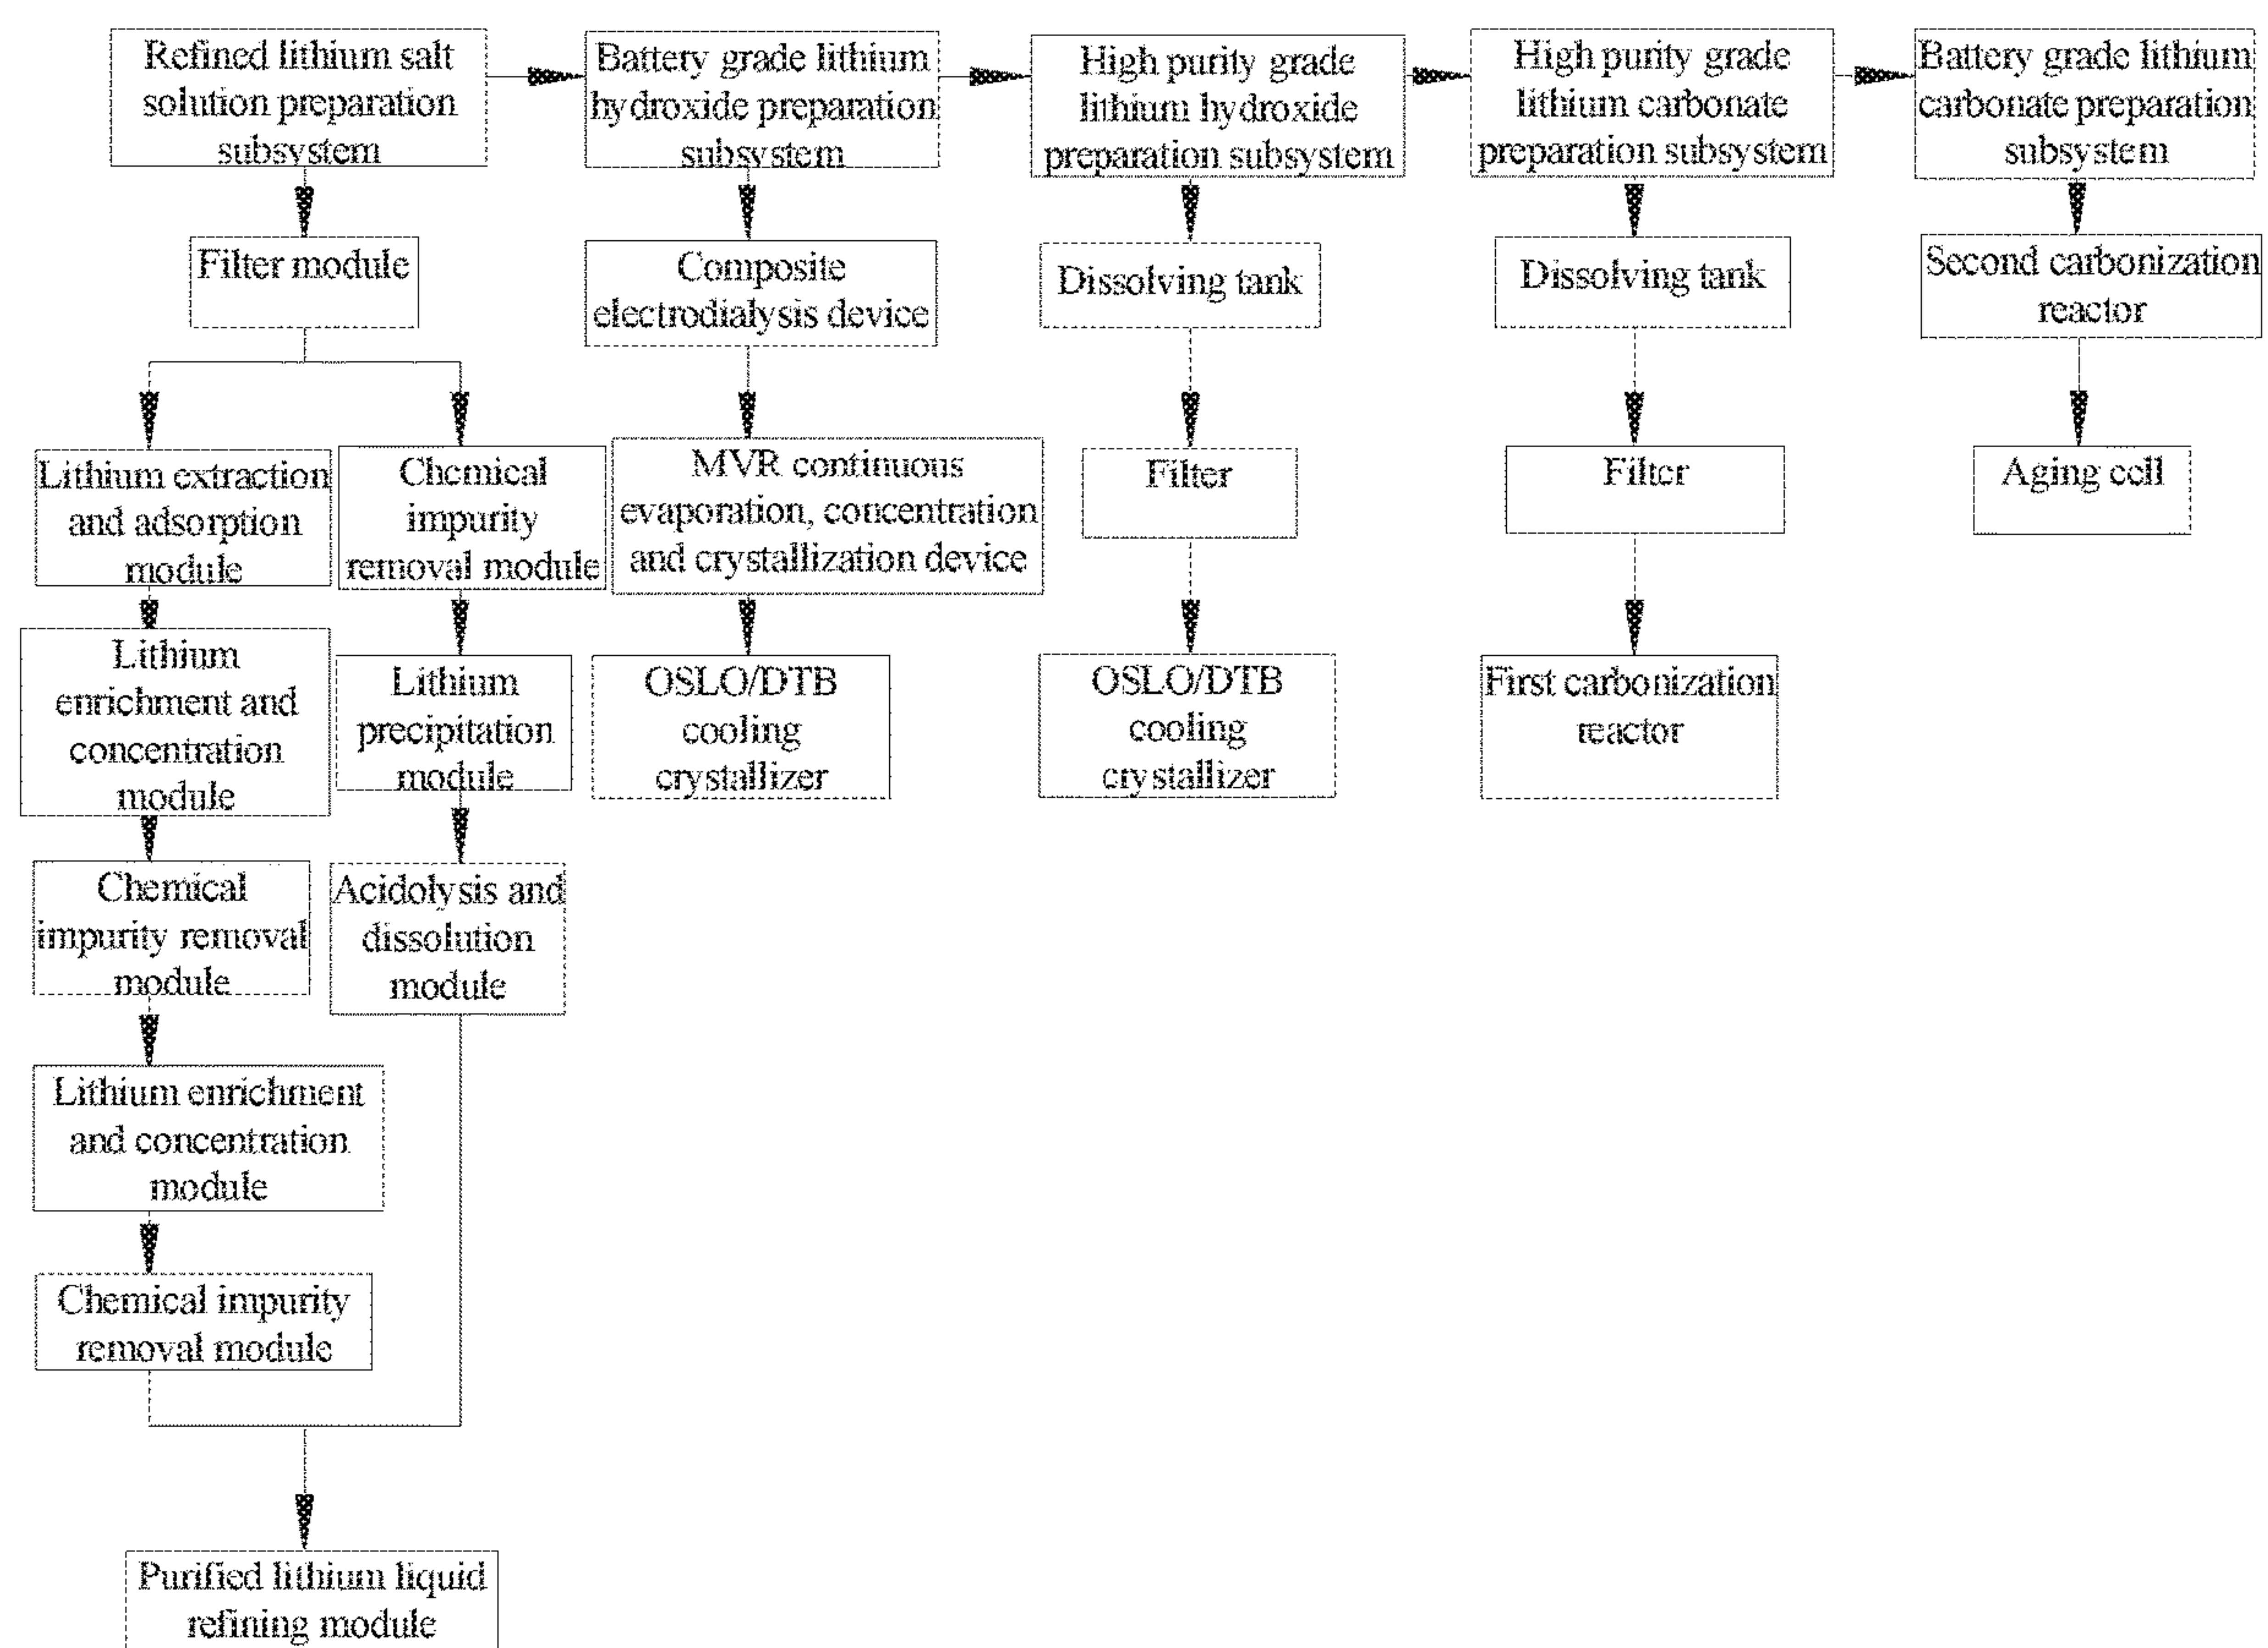 Refined lithium salt
solution preparation
subsystem
Battery grade lithium
hydroxide preparation
subsystem
High purity grade
lithium hydroxide
preparation subsystem
High purity grade
lithium carbonate
preparation subsystem
Battery grade lithium
carbonate preparation
subsystem
Filter module
Composite
electrodialysis device
Dissolving tank
Dissolving tank
Second carbonization
reactor
Lithium extraction
and adsorption
module
Chemical
impurity
removal module
MVR continuous
evaporation, concentration
and crystallization device
Filter
Filter
Aging cell
Lithium
enrichment and
concentration
module
Lithium
precipitation
module
OSLO/DTB
cooling
crystallizer
OSLO/DTB
cooling
crystallizer
First carbonization
reactor
Chemical
impurity removal
module
Acidolysis and
dissolution
module
Lithium enrichment
and concentration
module
Chemical impurity
removal module
Purified lithium liquid
refining module